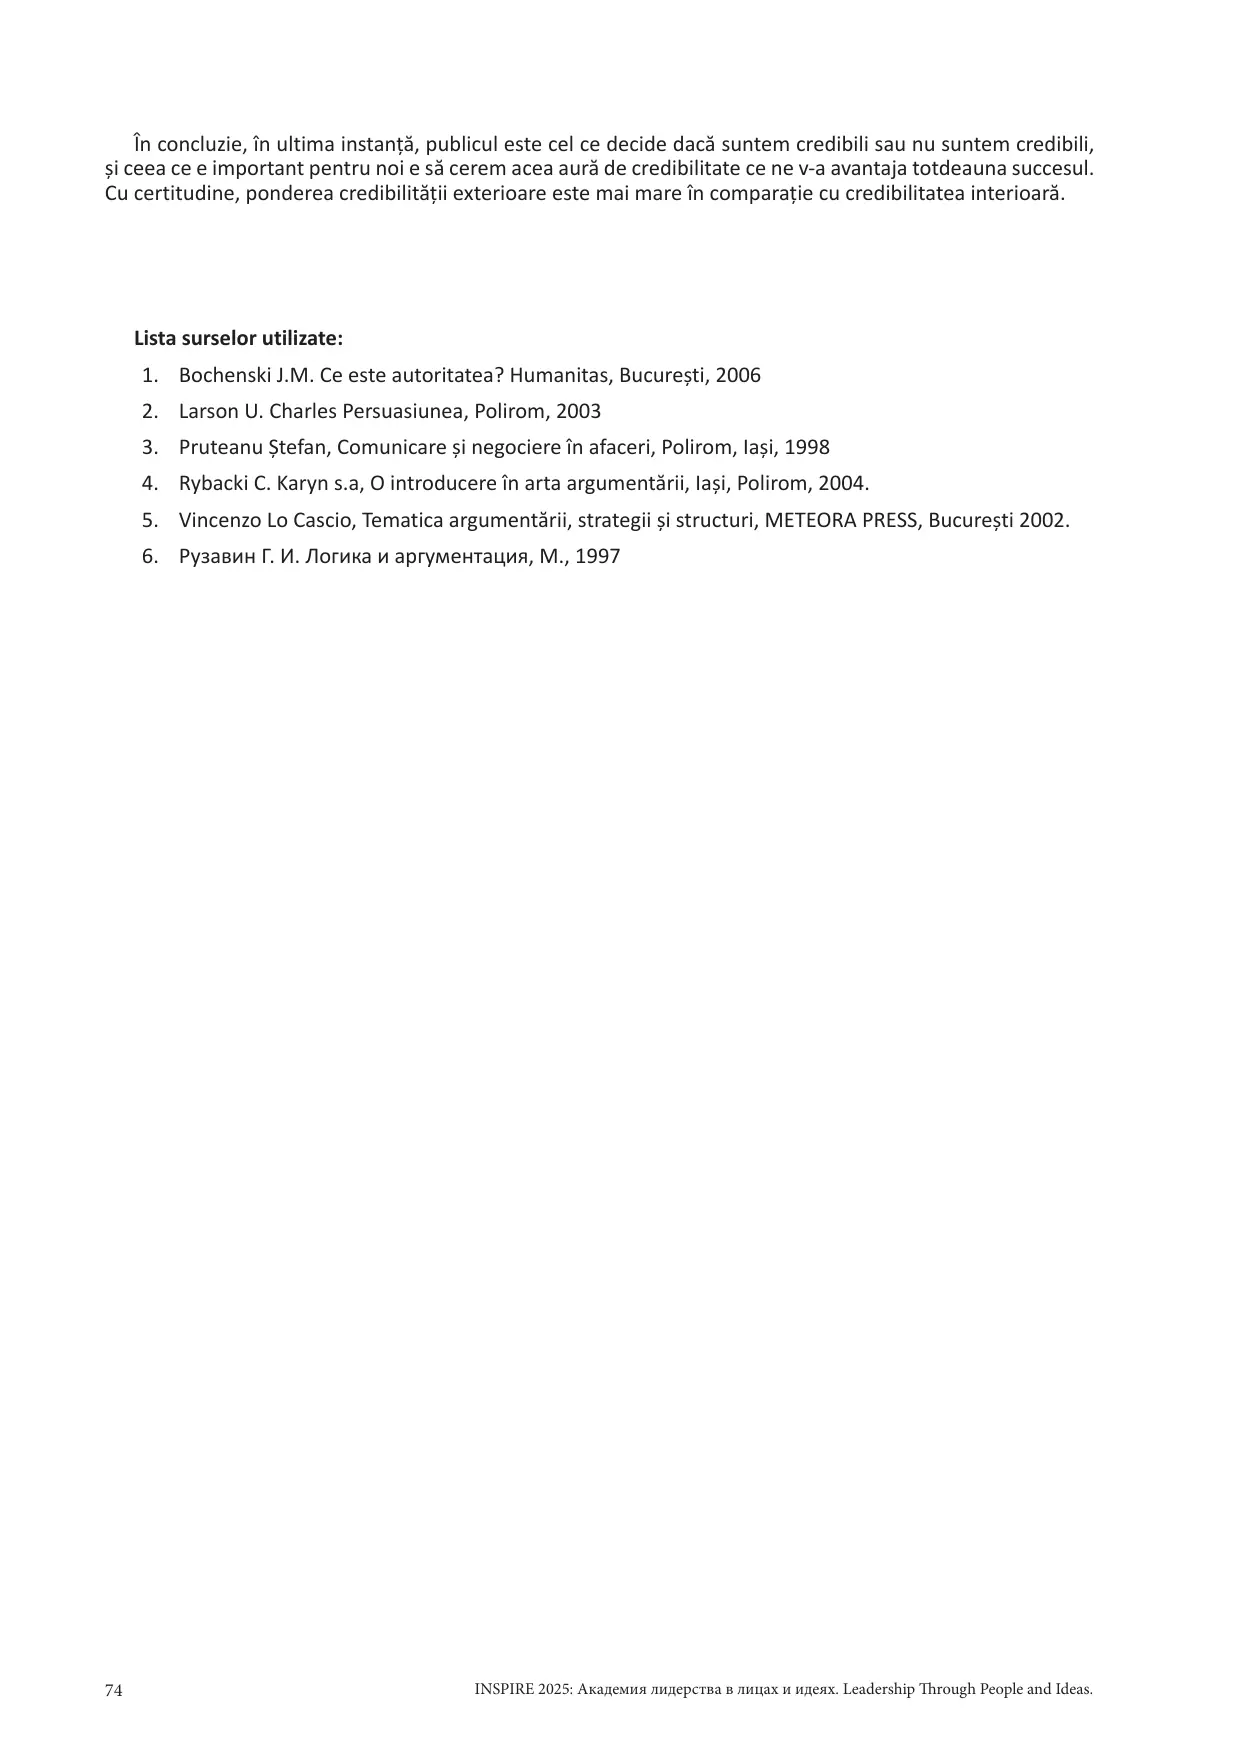 În concluzie, în ultima instanță, publicul este cel ce decide dacă suntem credibili sau nu suntem credibili,
și ceea ce e important pentru noi e să cerem acea aură de credibilitate ce ne v-a avantaja totdeauna succesul.
Cu certitudine, ponderea credibilității exterioare este mai mare în comparație cu credibilitatea interioară.
Lista surselor utilizate:
1. Bochenski J.M. Ce este autoritatea? Humanitas, București, 2006
2. Larson U. Charles Persuasiunea, Polirom, 2003
3. Pruteanu Ștefan, Comunicare și negociere în afaceri, Polirom, Iași, 1998
4. Rybacki C. Karyn s.a, O introducere în arta argumentării, Iași, Polirom, 2004.
5. Vincenzo Lo Cascio, Tematica argumentării, strategii și structuri, METEORA PRESS, București 2002.
6. Рузавин Г. И. Логика и аргументация, М., 1997
74 INSPIRE 2025: Академия лидерства в лицах и идеях. Leadership Through People and Ideas.